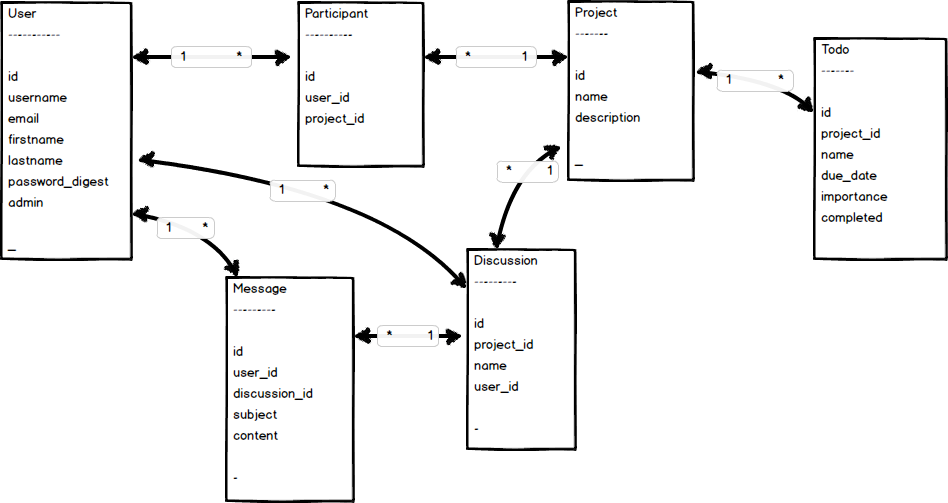 User
-----------
id
username
email
firstname
lastname
password_digest
admin
_
1 *
Participant
----------
id
user_id
project_id
* 1
Project
-------
id
name
description
_
1 *
Todo
-------
id
project_id
name
due_date
importance
completed
* 1
1 *
1 *
Message
---------
id
user_id
discussion_id
subject
content
-
* 1
Discussion
---------
id
project_id
name
user_id
-